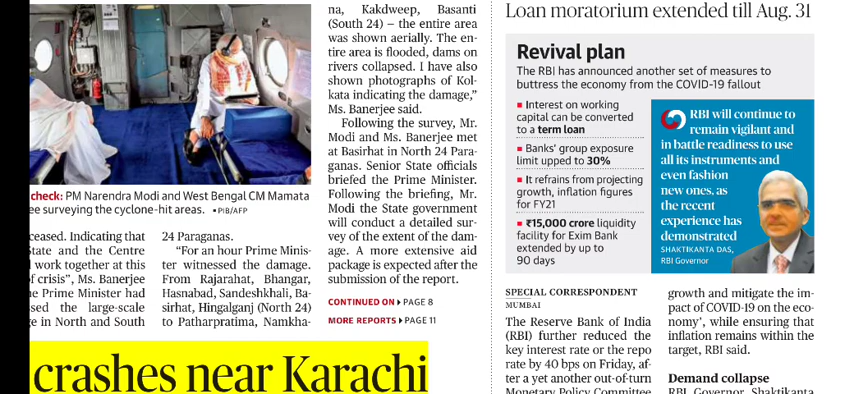 check: PM Narendra Modi and West Bengal CM Mamata
ee surveying the cyclone-hit areas. ▪ PIB/AFP
ceased. Indicating that
State and the Centre
work together at this
of crisis”, Ms. Banjerjee
he Prime Minister had
sed the large-scale
ge in North and South
24 Paraganas.
“For an hour Prime Minis-
ter witnessed the damage.
From Rajarahat, Bhangar,
Hasnabad, Sandeshkhali, Ba-
sirhat, Hingalganj (North 24)
to Patharpratima, Namkha-
na, Kakdweep, Basanti
(South 24) – the entire area
was shown aerially. The en-
tire area is flooded, dams on
rivers collapsed. I have also
shown photographs of Kol-
kata indicating the damage,”
Ms. Banerjee said.
Following the survey, Mr.
Modi and Ms. Banerjee met
at Basirhat in North 24 Para-
ganas. Senior State officials
briefed the Prime Minister.
Following the briefing, Mr.
Modi the State government
will conduct a detailed sur-
vey of the extent of the dam-
age. A more extensive aid
package is expected after the
submission of the report.
CONTINUED ON ▸ PAGE 8
MORE REPORTS ▸ PAGE 11
crashes near Karachi
Loan moratorium extended till Aug. 31
Revival plan
The RBI has announced another set of measures to
buttress the economy from the COVID-19 fallout
▪ Interest on working
capital can be converted
to a term loan
▪ Banks’ group exposure
limit upped to 30%
▪ It refrains from projecting
growth, inflation figures
for FY21
▪ ₹15,000 crore liquidity
facility for Exim Bank
extended by up to
90 days
RBI will continue to
remain vigilant and
in battle readiness to use
all its instruments and
even fashion
new ones, as
the recent
experience has
demonstrated
SHAKTIKANTA DAS,
RBI Governor
SPECIAL CORRESPONDENT
MUMBAI
The Reserve Bank of India
(RBI) further reduced the
key interest rate or the repo
rate by 40 bps on Friday, af-
ter a yet another out-of-turn
Monetary Policy Committee
growth and mitigate the im-
pact of COVID-19 on the eco-
nomy’, while ensuring that
inflation remains within the
target, RBI said.
Demand collapse
RBI Governor Shaktikanta